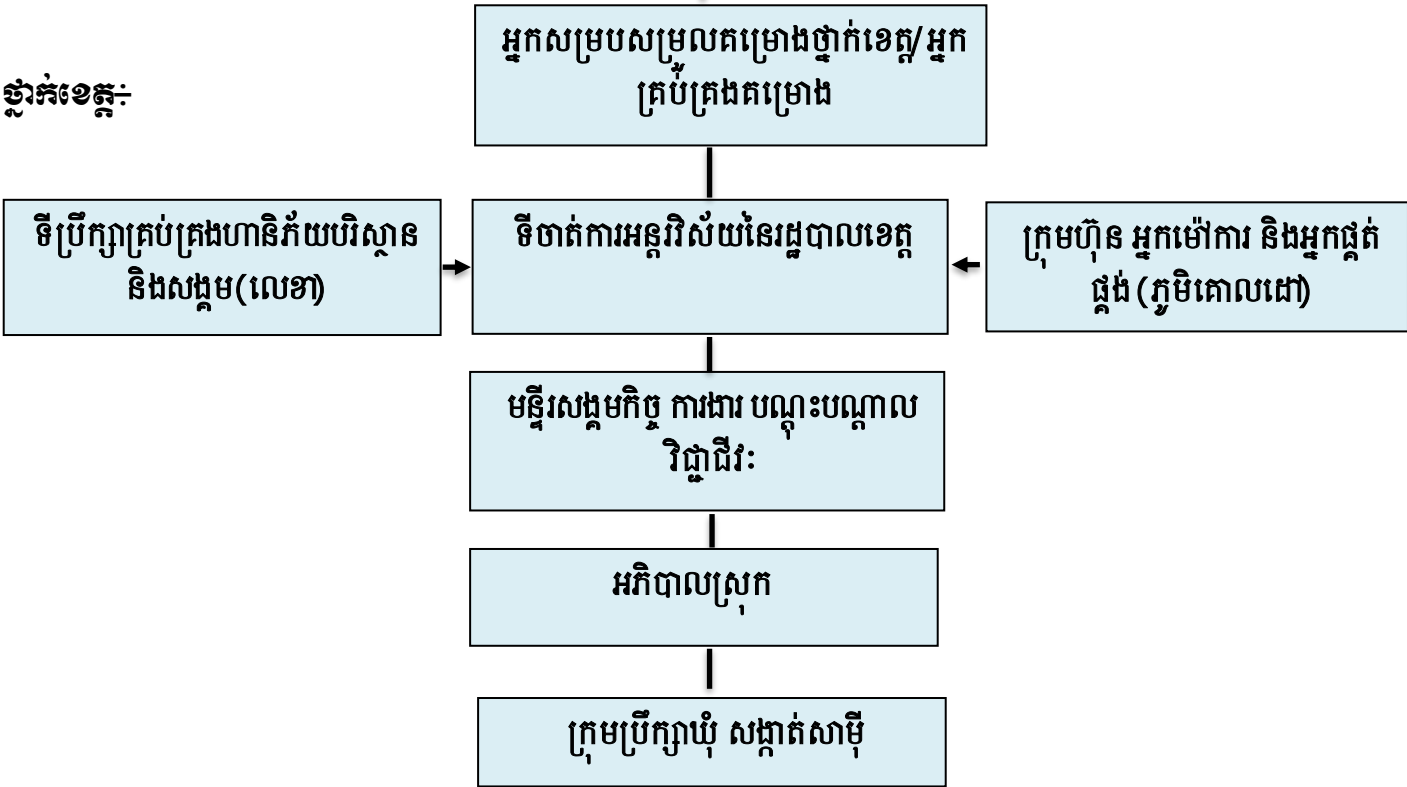 អ្នកសម្របសម្រួលគម្រោងថ្នាក់ខេត្ត/អ្នក
គ្រប់គ្រងគម្រោង
ថ្នាក់ខេត្ត÷
ទីប្រឹក្សាគ្រប់គ្រងហានិភ័យបរិស្ថាន
និងសង្គម(លេខា)
ទីចាត់ការអន្តរវិស័យនៃរដ្ឋបាលខេត្ត
ក្រុមហ៊ុន អ្នកម៉ៅការ និងអ្នកផ្គត់
ផ្គង់(ភូមិគោលដៅ)
មន្ទីរសង្គមកិច្ច ការងារ បណ្តុះបណ្តាល
វិជ្ជាជីវៈ
អភិបាលស្រុក
ក្រុមប្រឹក្សាឃុំ សង្កាត់សាម៉ី